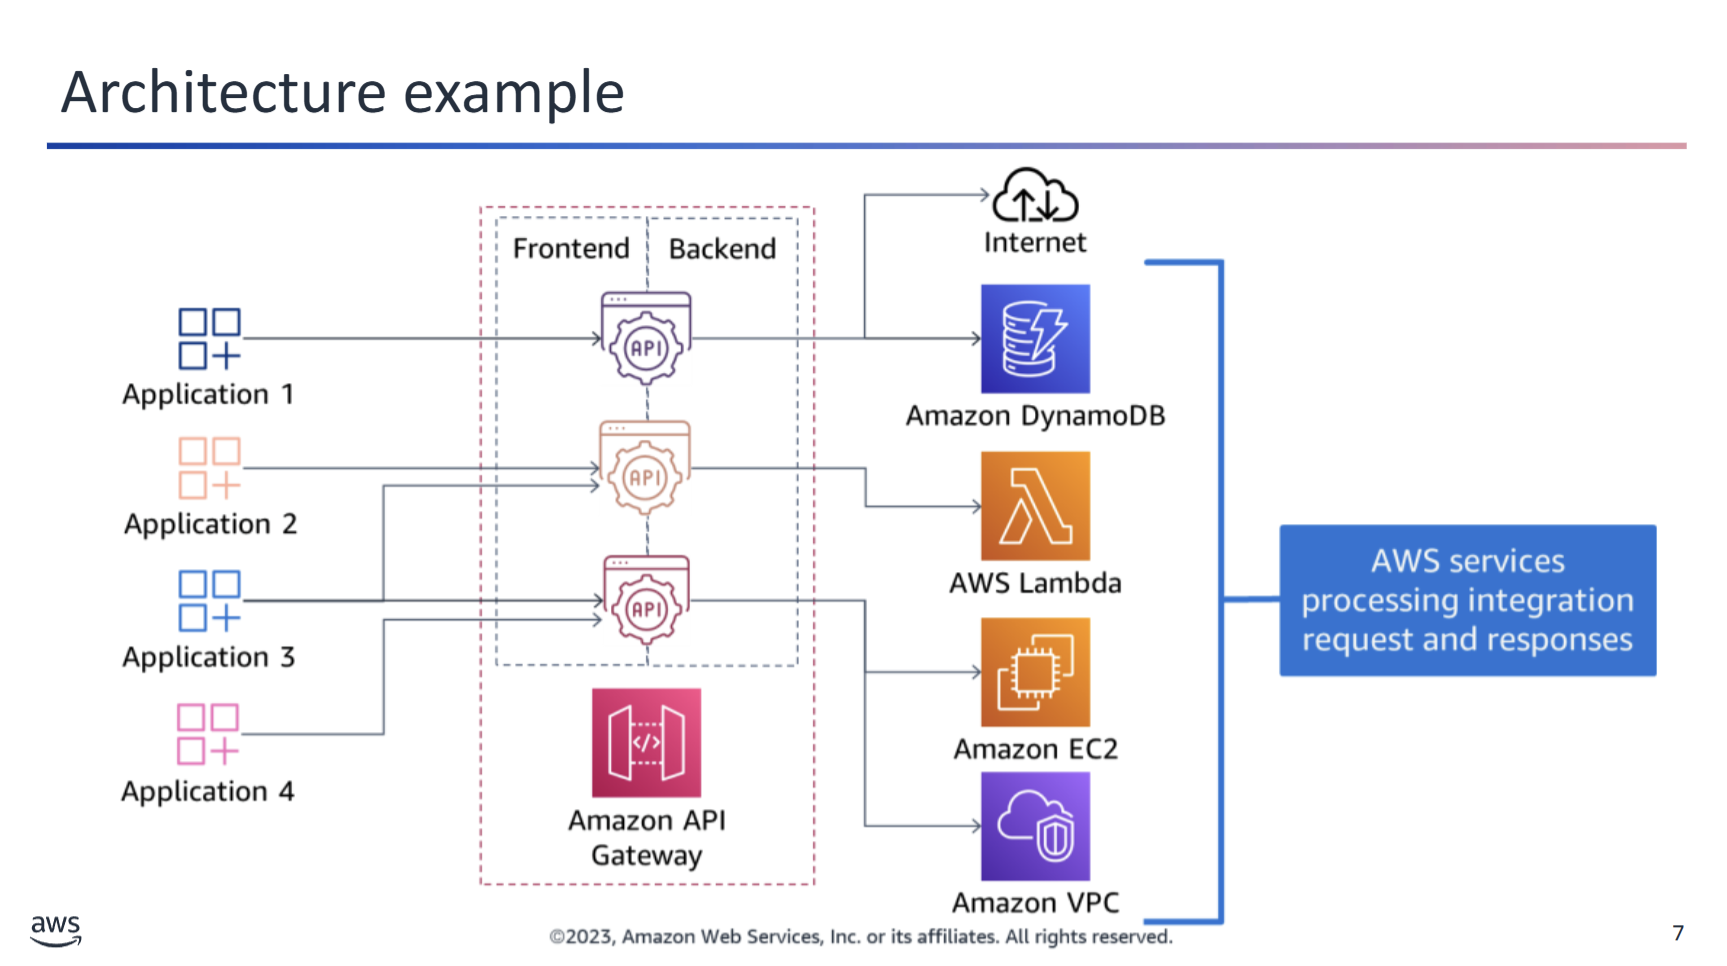 Architecture example
Frontend
Backend
Internet
API
Application 1
Amazon DynamoDB
API
Application 2
AWS Lambda
API
Application 3
AWS services
processing integration
request and responses
</>
Amazon EC2
Application 4
Amazon API
Gateway
Amazon VPC
aws
©2023, Amazon Web Services, Inc. or its affiliates. All rights reserved.
7